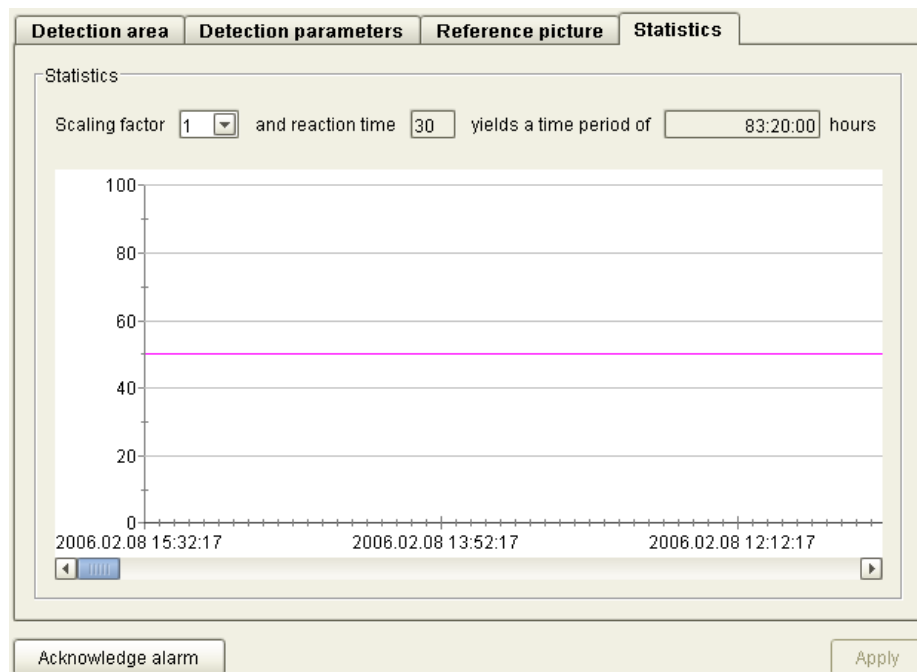 Detection area Detection parameters Reference picture Statistics
Statistics
Scaling factor 1 and reaction time 30 yields a time period of 83:20:00 hours
100
80
60
40
20
0
2006.02.08 15:32:17 2006.02.08 13:52:17 2006.02.08 12:12:17
Acknowledge alarm Apply